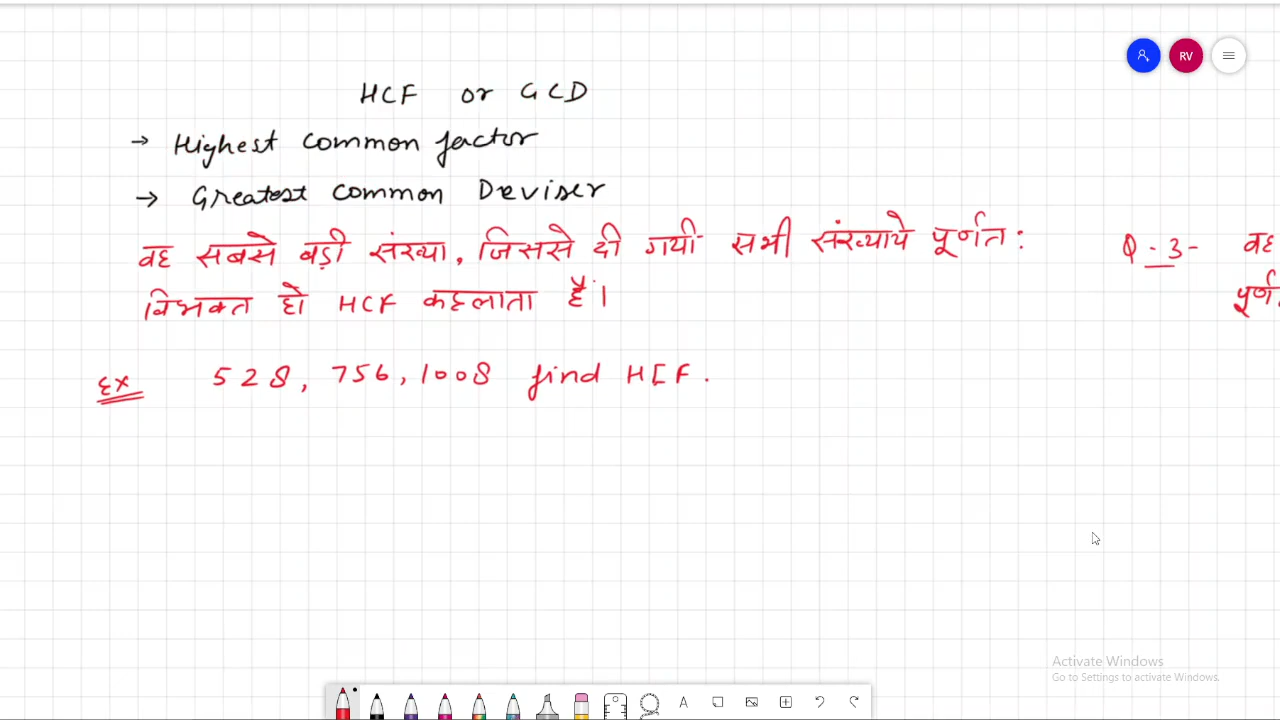 RV
HCF or GCD
→ Highest Common factor
→ Greatest Common Deviser
वह सबसे बड़ी संख्या, जिससे दी गयी सभी संख्याये पूर्णत:
विभक्त हो HCF कहलाता है।
Q-3- वह
पूर्ण
Ex 528, 756, 1008 find HCF.
Activate Windows
Go to Settings to activate Windows.
A